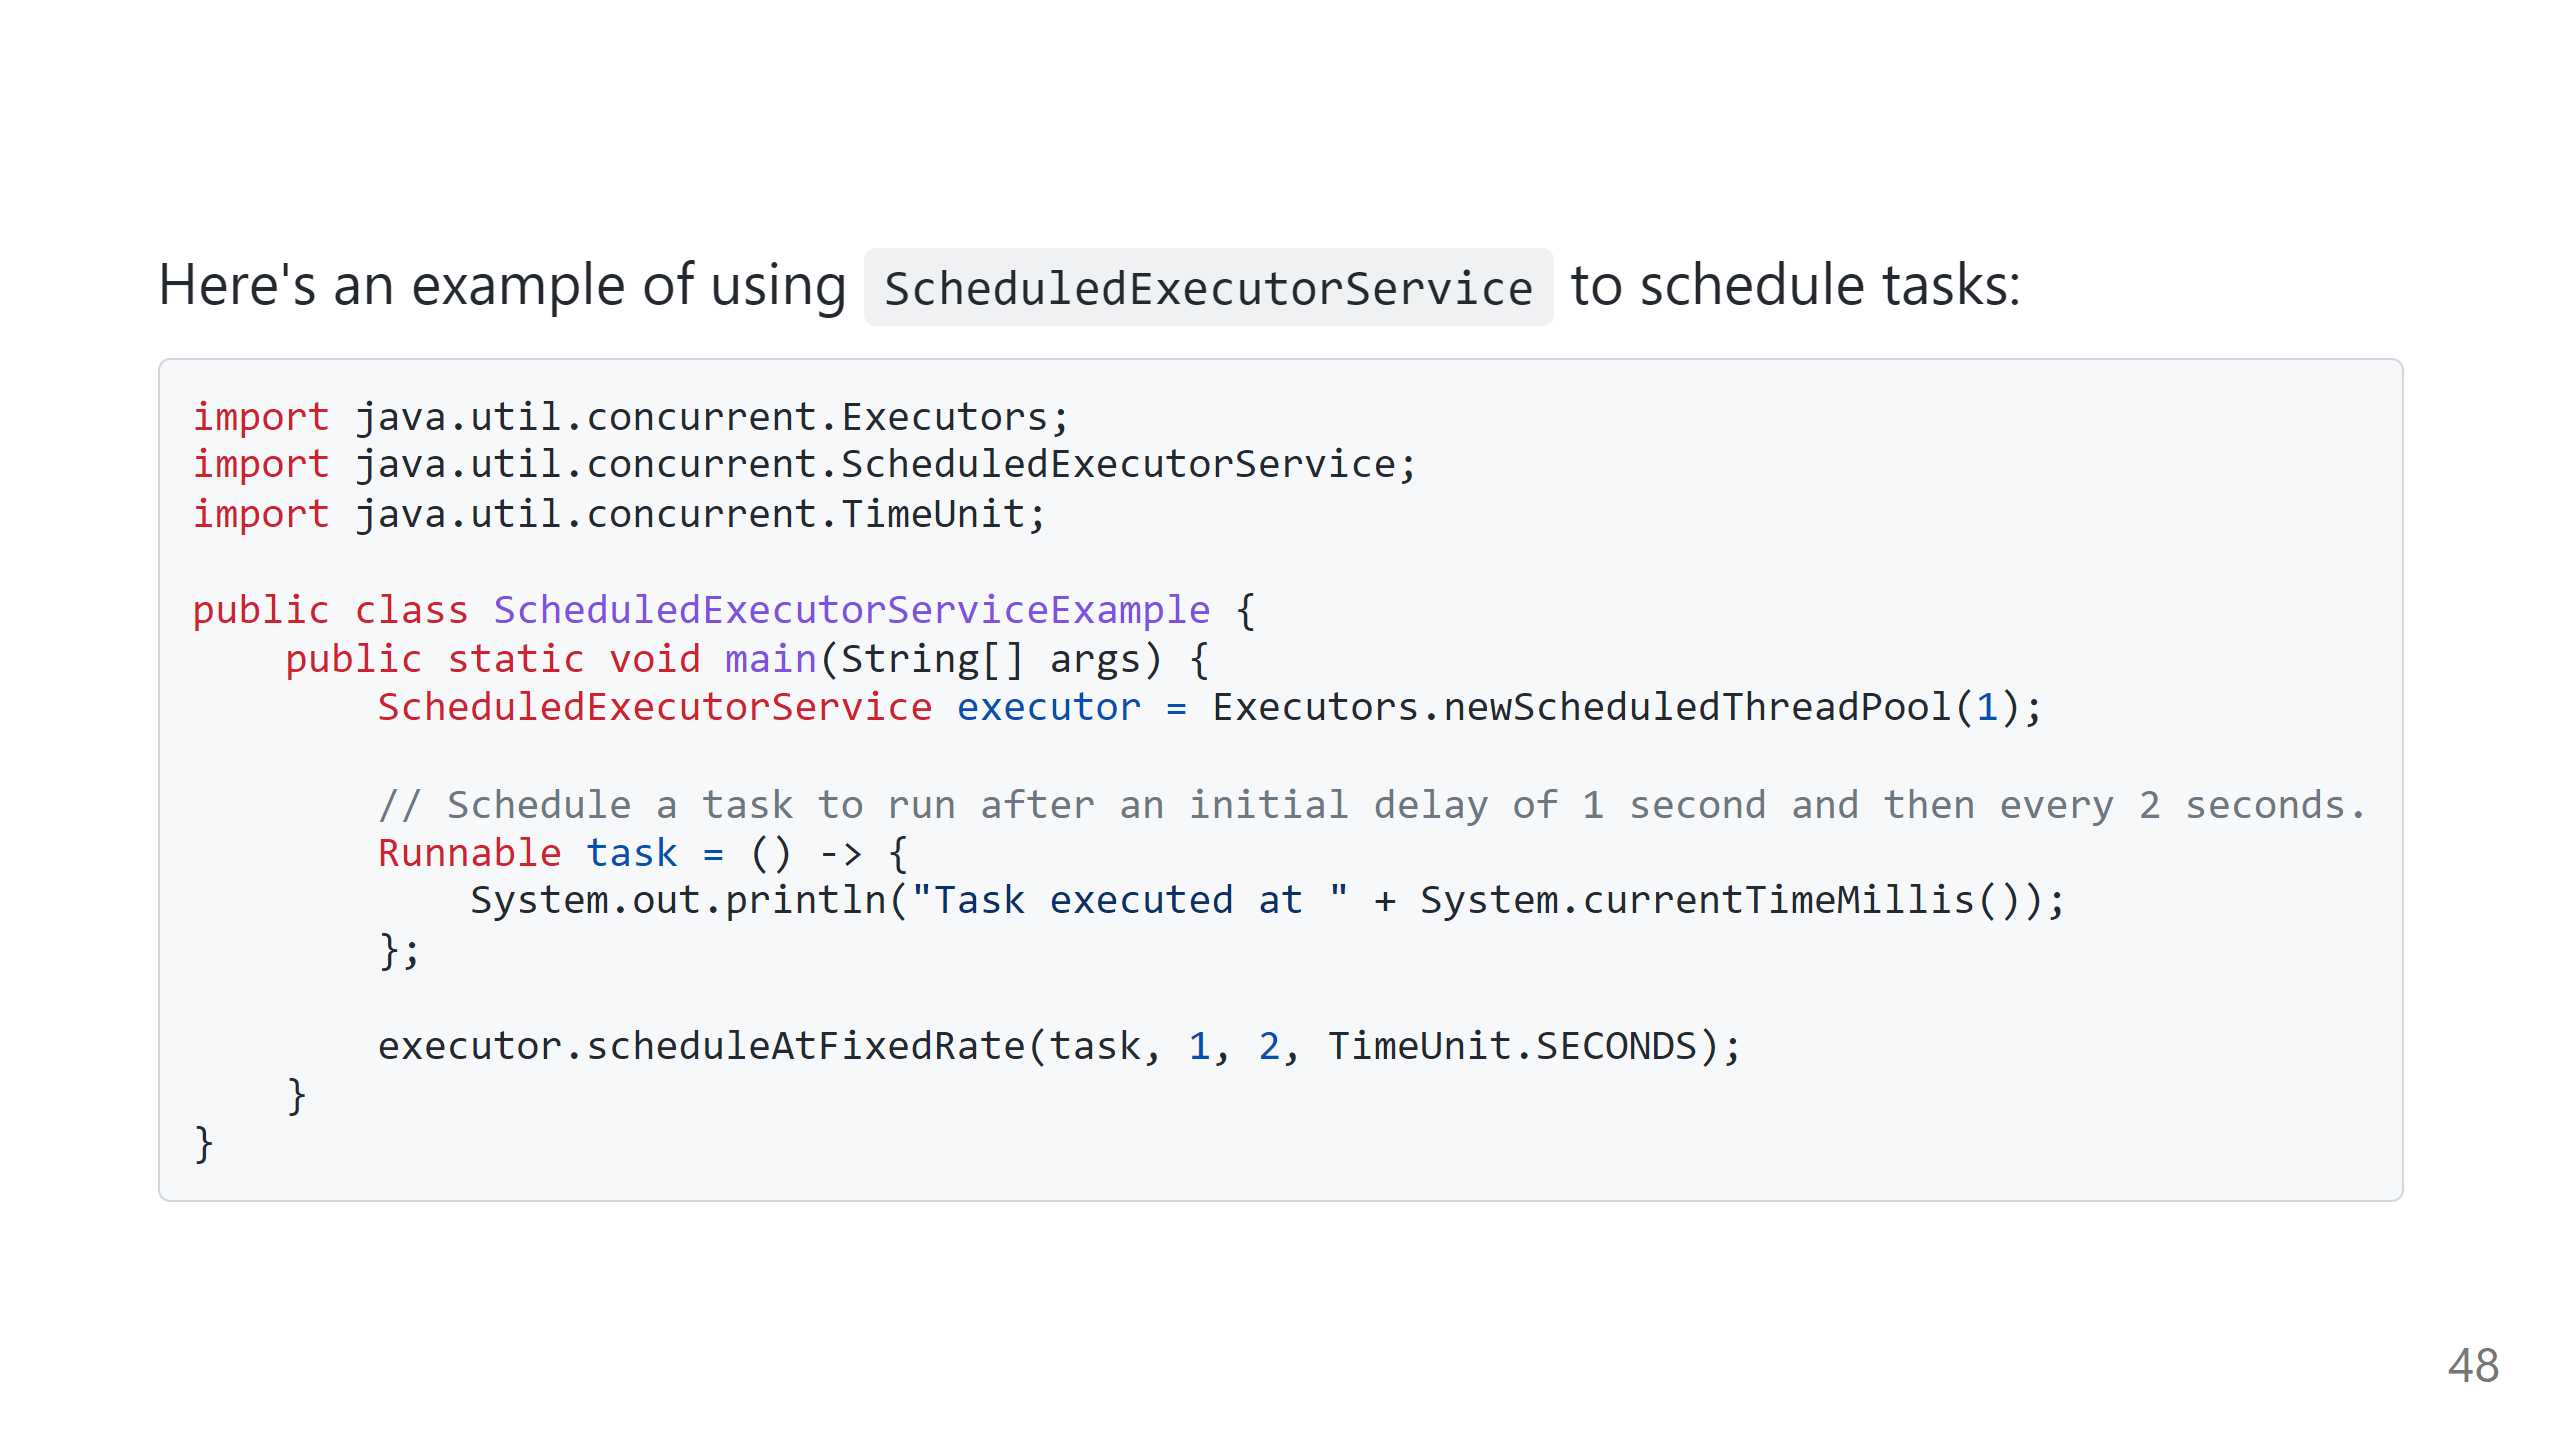 Here's an example of using ScheduledExecutorService to schedule tasks:
import java.util.concurrent.Executors;
import java.util.concurrent.ScheduledExecutorService;
import java.util.concurrent.TimeUnit;
public class ScheduledExecutorServiceExample {
    public static void main(String[] args) {
        ScheduledExecutorService executor = Executors.newScheduledThreadPool(1);
        // Schedule a task to run after an initial delay of 1 second and then every 2 seconds.
        Runnable task = () -> {
            System.out.println("Task executed at " + System.currentTimeMillis());
        };
        executor.scheduleAtFixedRate(task, 1, 2, TimeUnit.SECONDS);
    }
}
48